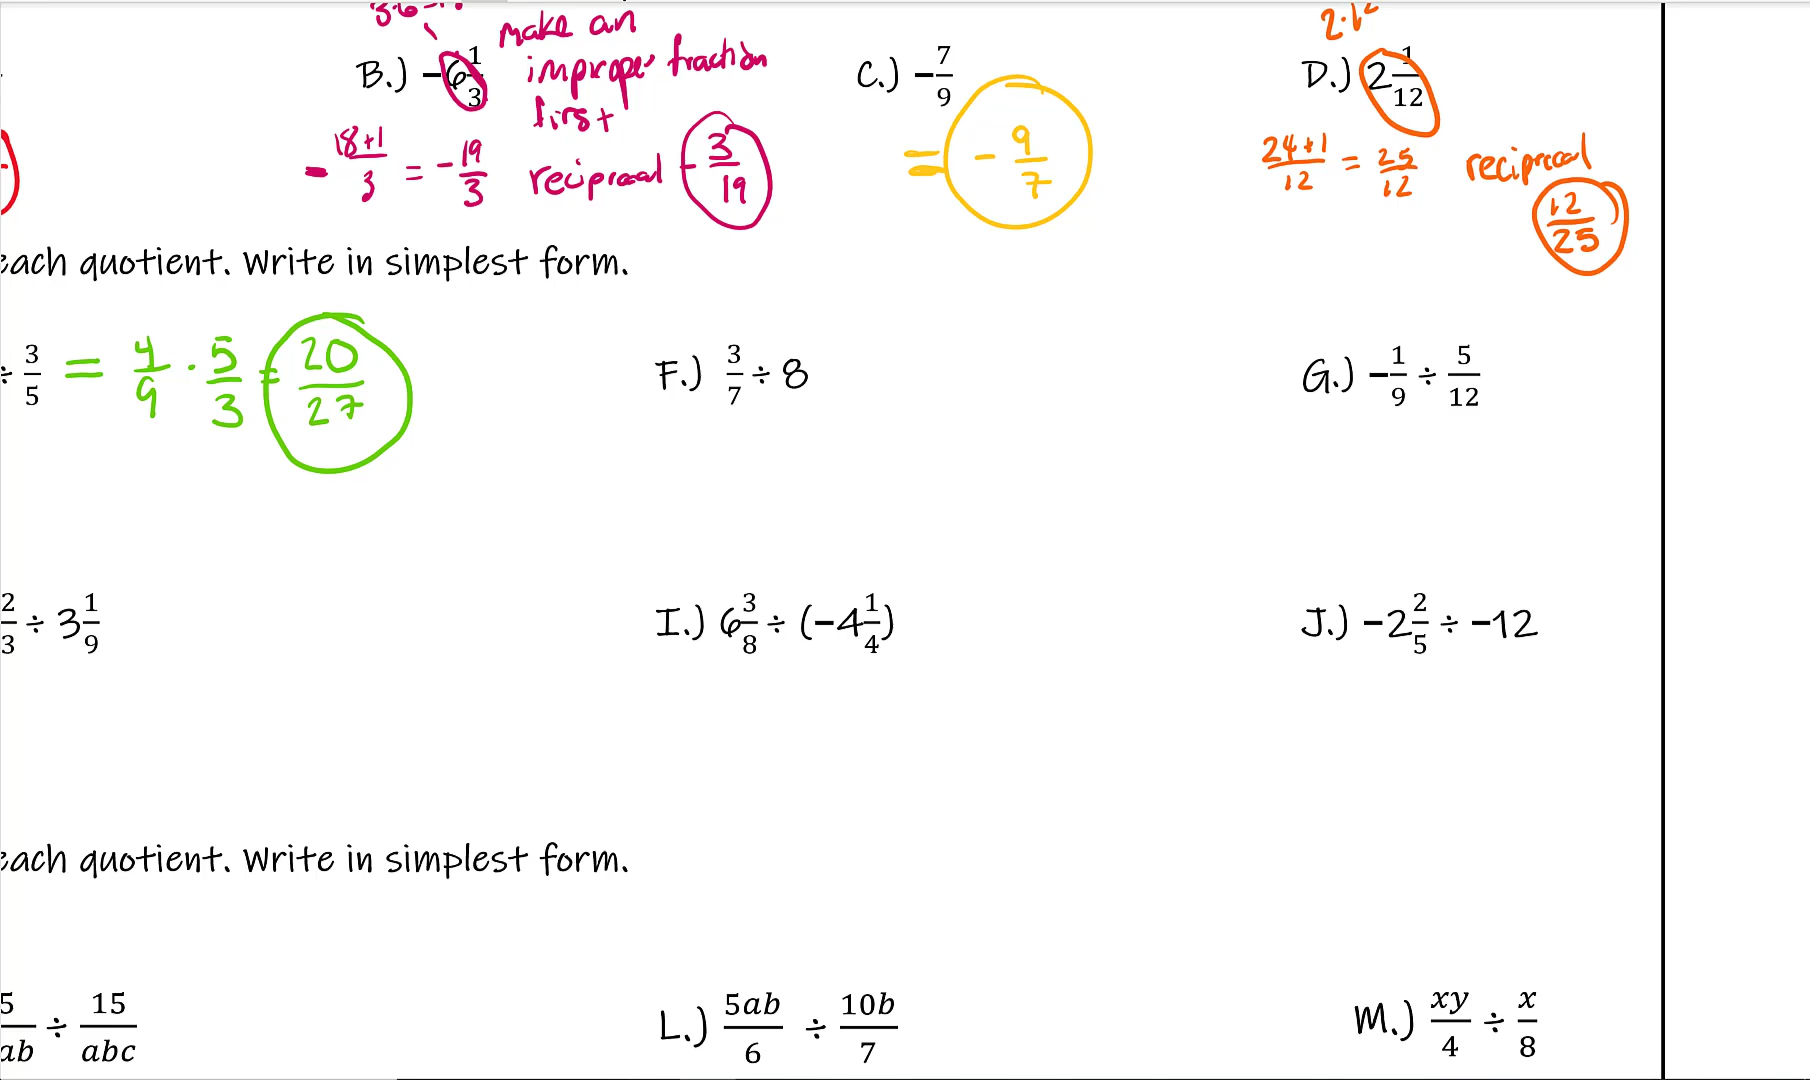 make an
2·12
B.) -6 1/3 improper fraction first
C.) -7/9
D.) 2 1/12
= - (18+1)/3 = -19/3 reciprocal -3/19
= -9/7
(24+1)/12 = 25/12 reciprocal
12/25
each quotient. Write in simplest form.
÷ 3/5 = 4/9 · 5/3 = 20/27
F.) 3/7 ÷ 8
G.) -1/9 ÷ 5/12
2/3 ÷ 3 1/9
I.) 6 3/8 ÷ (-4 1/4)
J.) -2 2/5 ÷ -12
each quotient. Write in simplest form.
5/ab ÷ 15/abc
L.) 5ab/6 ÷ 10b/7
M.) xy/4 ÷ x/8